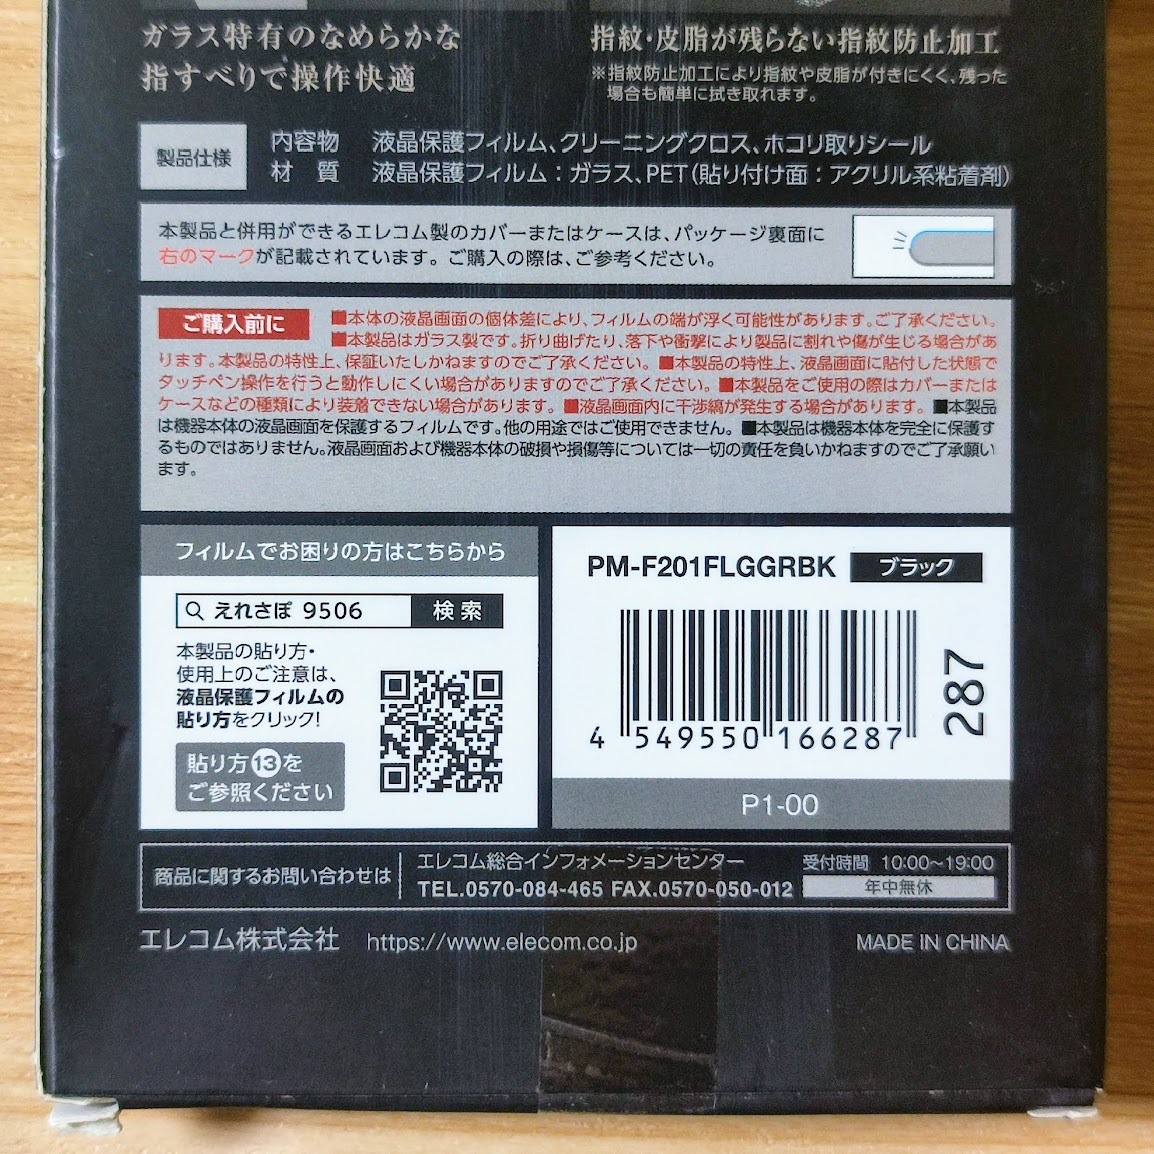 ガラス特有のなめらかな
指すべりで操作快適
指紋・皮脂が残らない指紋防止加工
※指紋防止加工により指紋や皮脂が付きにくく、残った
場合も簡単に拭き取れます。
製品仕様
内容物 液晶保護フィルム、クリーニングクロス、ホコリ取りシール
材 質 液晶保護フィルム：ガラス、PET（貼り付け面：アクリル系粘着剤）
本製品と併用ができるエレコム製のカバーまたはケースは、パッケージ裏面に
右のマークが記載されています。ご購入の際は、ご参考ください。
ご購入前に ■本体の液晶画面の個体差により、フィルムの端が浮く可能性があります。ご了承ください。
■本製品はガラス製です。折り曲げたり、落下や衝撃により製品に割れや傷が生じる場合があ
ります。本製品の特性上、保証いたしかねますのでご了承ください。■本製品の特性上、液晶画面に貼付した状態で
タッチペン操作を行うと動作しにくい場合がありますのでご了承ください。■本製品をご使用の際はカバーまたは
ケースなどの種類により装着できない場合があります。■液晶画面内に干渉縞が発生する場合があります。■本製品
は機器本体の液晶画面を保護するフィルムです。他の用途ではご使用できません。■本製品は機器本体を完全に保護す
るものではありません。液晶画面および機器本体の破損や損傷等については一切の責任を負いかねますのでご了承願い
ます。
フィルムでお困りの方はこちらから
えれさぽ 9506 検索
本製品の貼り方・
使用上のご注意は、
液晶保護フィルムの
貼り方をクリック!
貼り方⑬を
ご参照ください
PM-F201FLGGRBK ブラック
4 549550 166287
287
P1-00
商品に関するお問い合わせは
エレコム総合インフォメーションセンター
TEL.0570-084-465 FAX.0570-050-012
受付時間 10:00〜19:00
年中無休
エレコム株式会社 https://www.elecom.co.jp MADE IN CHINA